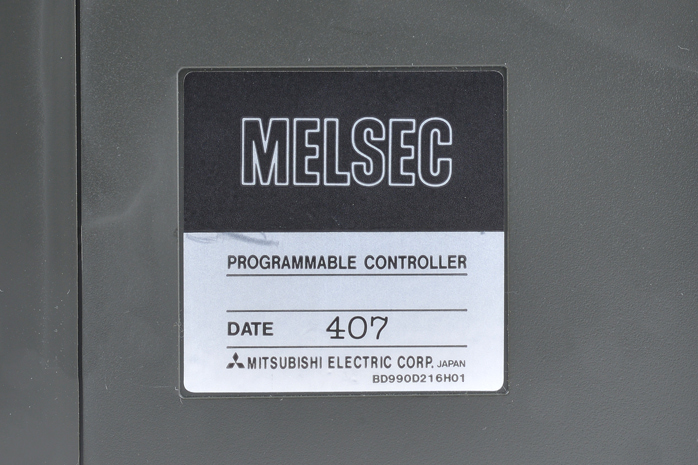 MELSEC
PROGRAMMABLE CONTROLLER
DATE 407
MITSUBISHI ELECTRIC CORP. JAPAN
BD990D216H01